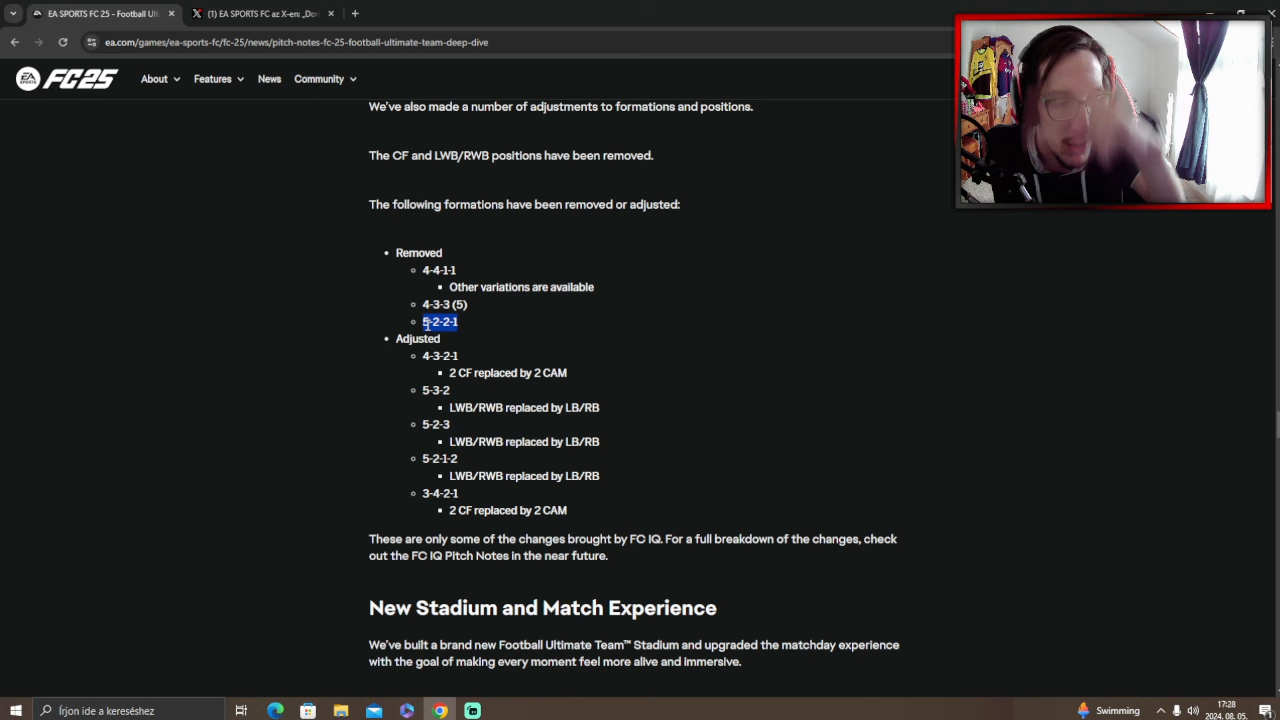 EA SPORTS FC 25 - Football Ult
(1) EA SPORTS FC az X-en: „Do
ea.com/games/ea-sports-fc/fc-25/news/pitch-notes-fc-25-football-ultimate-team-deep-dive
EA SPORTS FC25 About Features News Community
We've also made a number of adjustments to formations and positions.
The CF and LWB/RWB positions have been removed.
The following formations have been removed or adjusted:
Removed
4-4-1-1
Other variations are available
4-3-3 (5)
5-2-2-1
Adjusted
4-3-2-1
2 CF replaced by 2 CAM
5-3-2
LWB/RWB replaced by LB/RB
5-2-3
LWB/RWB replaced by LB/RB
5-2-1-2
LWB/RWB replaced by LB/RB
3-4-2-1
2 CF replaced by 2 CAM
These are only some of the changes brought by FC IQ. For a full breakdown of the changes, check
out the FC IQ Pitch Notes in the near future.
New Stadium and Match Experience
We've built a brand new Football Ultimate Team™ Stadium and upgraded the matchday experience
with the goal of making every moment feel more alive and immersive.
Írjon ide a kereséshez
Swimming
17:28
2024. 08. 05.